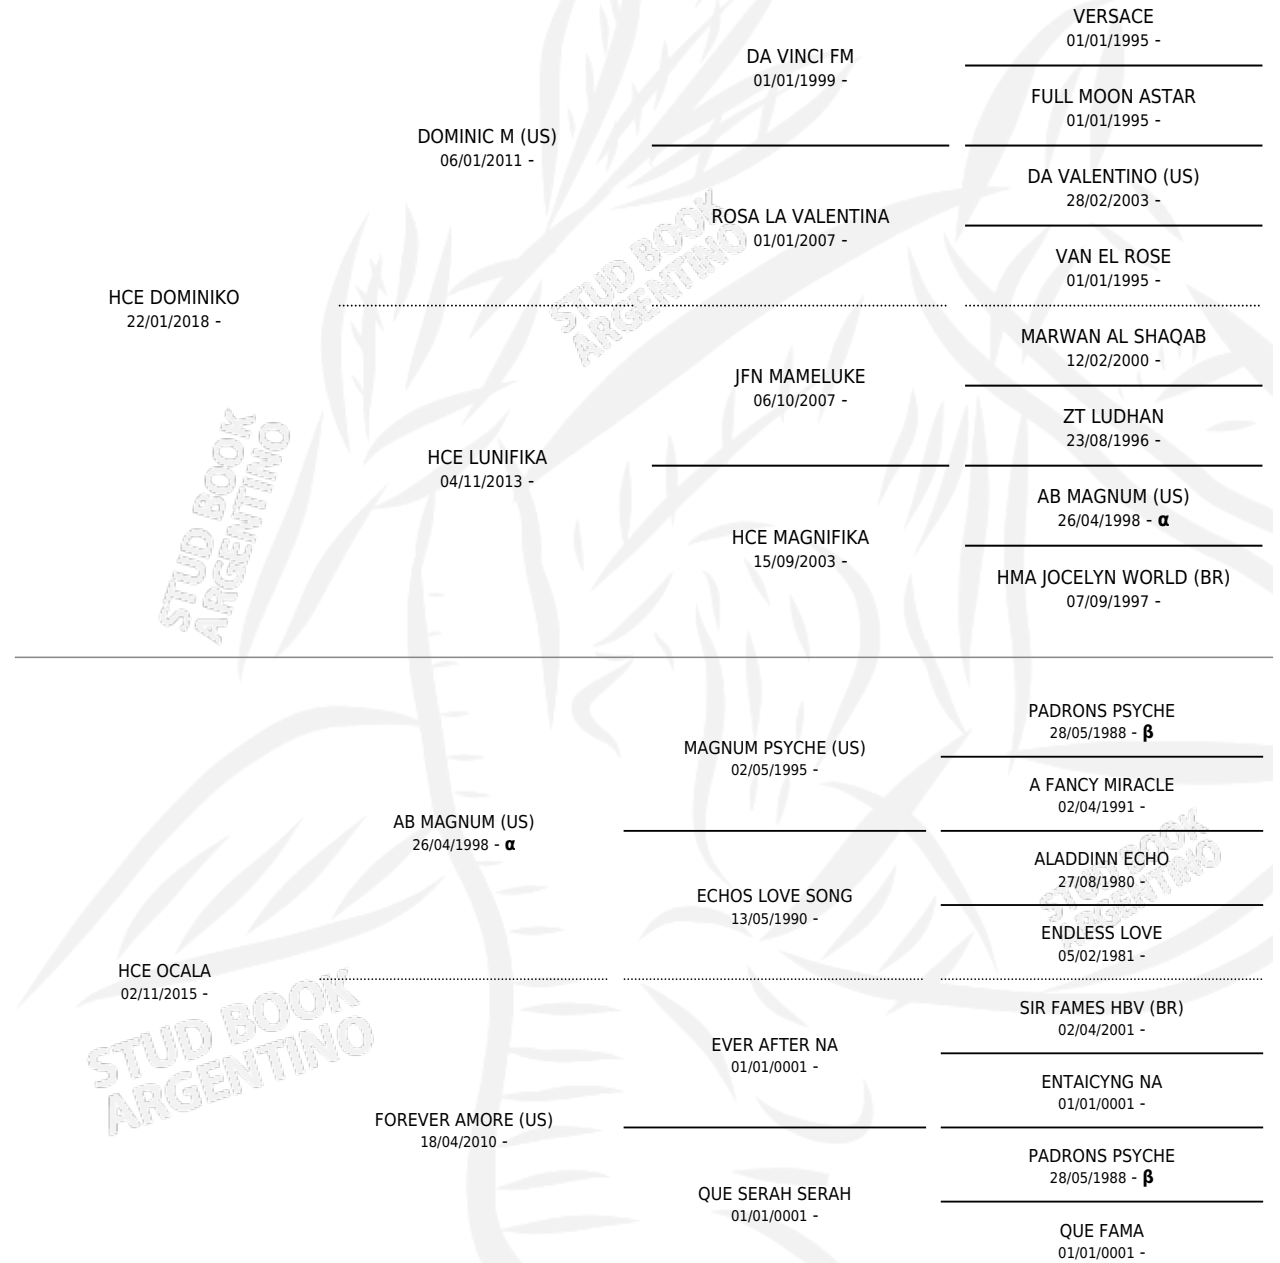 VERSACE
01/01/1995 -
DA VINCI FM
01/01/1999 -
FULL MOON ASTAR
01/01/1995 -
DOMINIC M (US)
06/01/2011 -
DA VALENTINO (US)
28/02/2003 -
ROSA LA VALENTINA
01/01/2007 -
VAN EL ROSE
01/01/1995 -
HCE DOMINIKO
22/01/2018 -
MARWAN AL SHAQAB
12/02/2000 -
JFN MAMELUKE
06/10/2007 -
ZT LUDHAN
23/08/1996 -
HCE LUNIFIKA
04/11/2013 -
AB MAGNUM (US)
26/04/1998 - α
HCE MAGNIFIKA
15/09/2003 -
HMA JOCELYN WORLD (BR)
07/09/1997 -
PADRONS PSYCHE
28/05/1988 - β
MAGNUM PSYCHE (US)
02/05/1995 -
A FANCY MIRACLE
02/04/1991 -
AB MAGNUM (US)
26/04/1998 - α
ALADDINN ECHO
27/08/1980 -
ECHOS LOVE SONG
13/05/1990 -
ENDLESS LOVE
05/02/1981 -
HCE OCALA
02/11/2015 -
SIR FAMES HBV (BR)
02/04/2001 -
EVER AFTER NA
01/01/0001 -
ENTAICYNG NA
01/01/0001 -
FOREVER AMORE (US)
18/04/2010 -
PADRONS PSYCHE
28/05/1988 - β
QUE SERAH SERAH
01/01/0001 -
QUE FAMA
01/01/0001 -
STUD BOOK
ARGENTINO
STUD BOOK
ARGENTINO
STUD BOOK
ARGENTINO
STUD BOOK
ARGENTINO